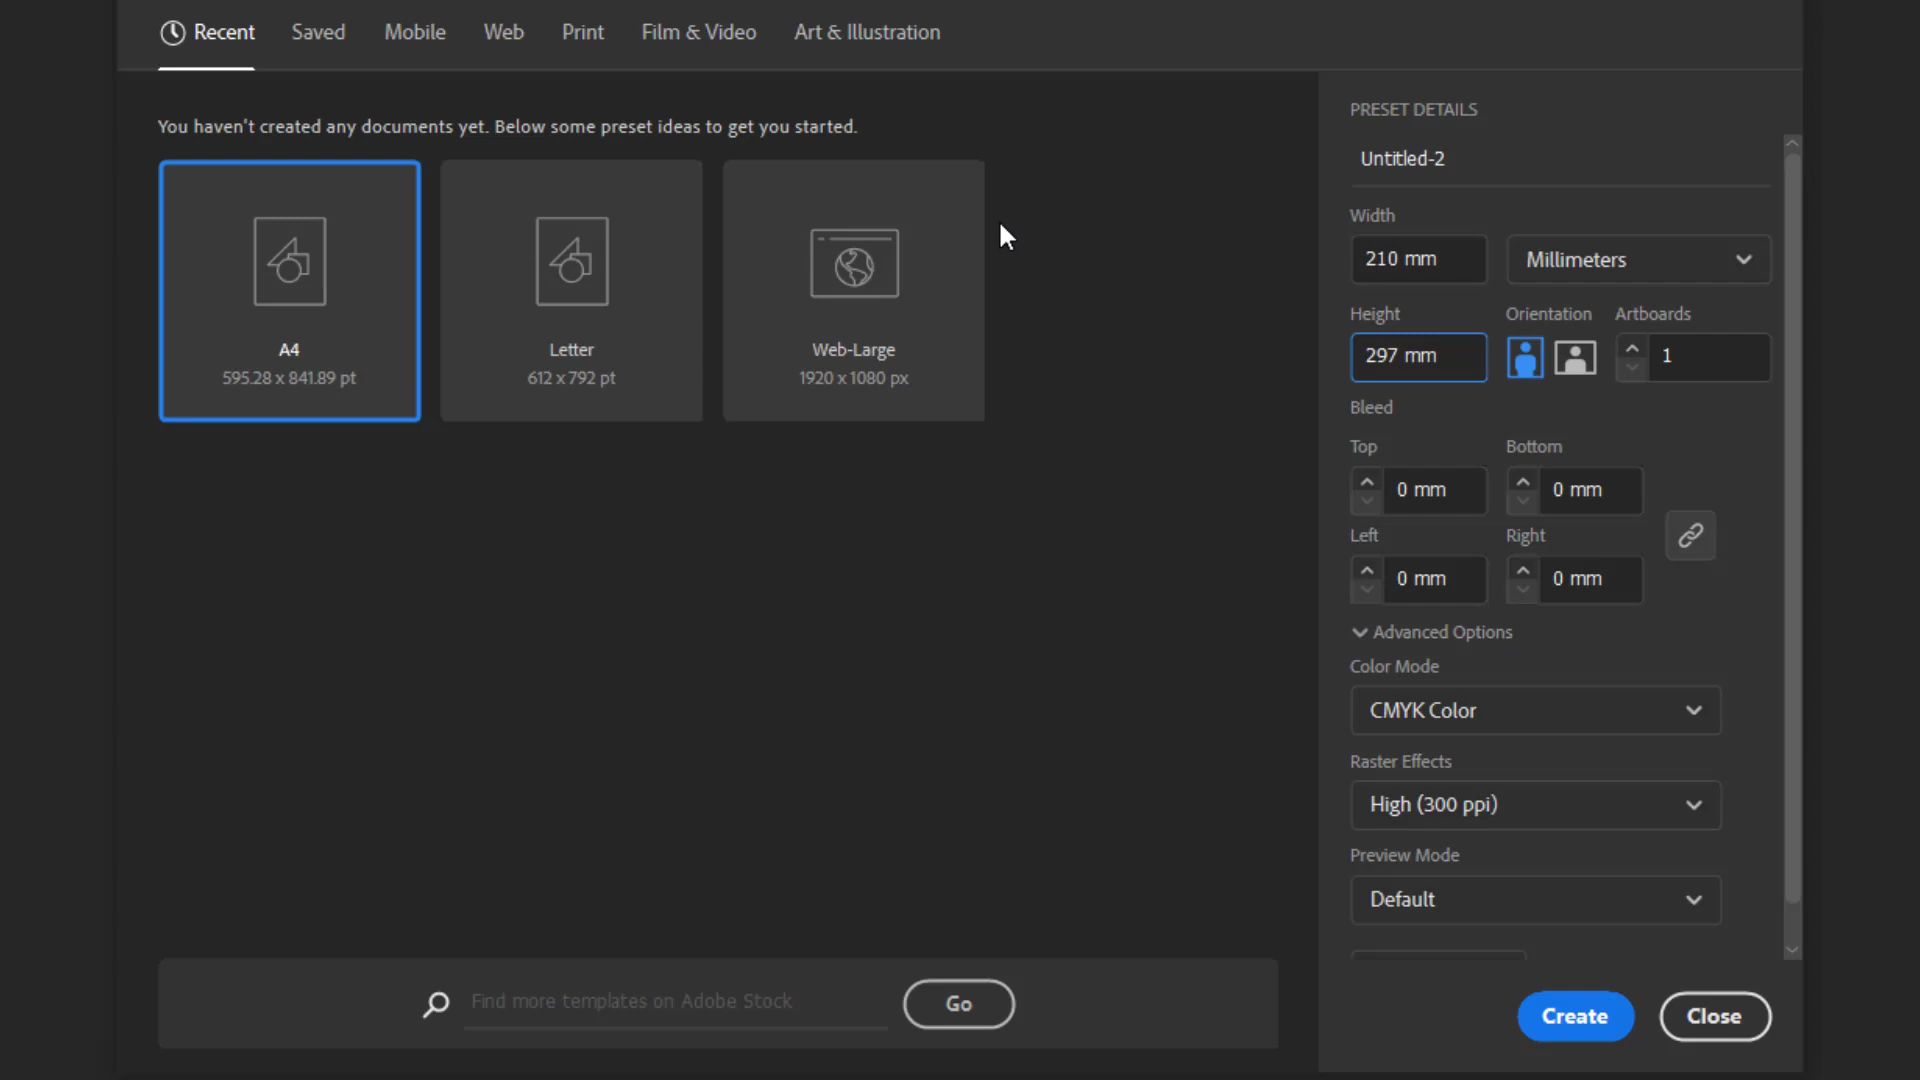 Recent Saved Mobile Web Print Film & Video Art & Illustration
You haven't created any documents yet. Below some preset ideas to get you started.
A4
595.28 x 841.89 pt
Letter
612 x 792 pt
Web-Large
1920 x 1080 px
Find more templates on Adobe Stock
Go
PRESET DETAILS
Untitled-2
Width
210 mm Millimeters
Height Orientation Artboards
297 mm 1
Bleed
Top Bottom
0 mm 0 mm
Left Right
0 mm 0 mm
Advanced Options
Color Mode
CMYK Color
Raster Effects
High (300 ppi)
Preview Mode
Default
Create Close